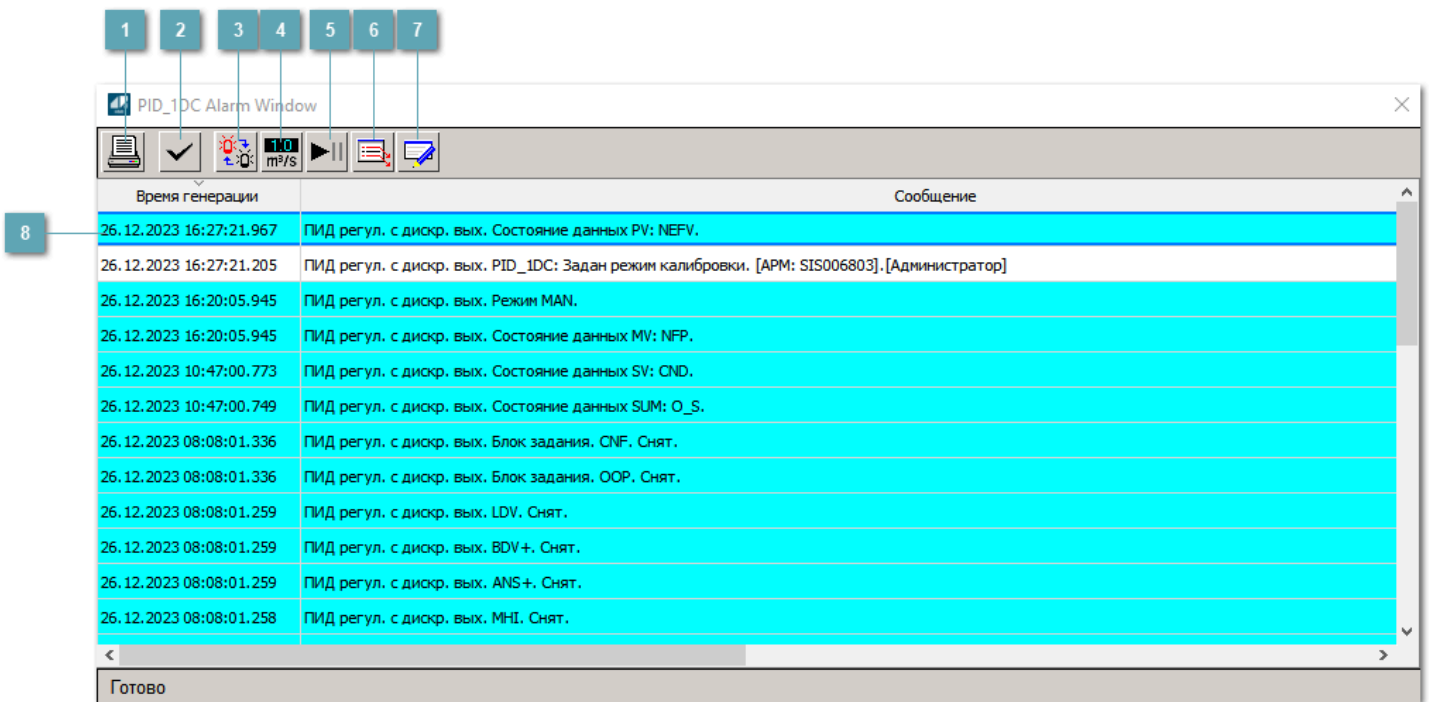 1 2 3 4 5 6 7
PID_1DC Alarm Window
1.0
m³/s
Время генерации Сообщение
8
26.12.2023 16:27:21.967 ПИД регул. с дискр. вых. Состояние данных PV: NEFV.
26.12.2023 16:27:21.205 ПИД регул. с дискр. вых. PID_1DC: Задан режим калибровки. [АРМ: SIS006803].[Администратор]
26.12.2023 16:20:05.945 ПИД регул. с дискр. вых. Режим MAN.
26.12.2023 16:20:05.945 ПИД регул. с дискр. вых. Состояние данных MV: NFP.
26.12.2023 10:47:00.773 ПИД регул. с дискр. вых. Состояние данных SV: CND.
26.12.2023 10:47:00.749 ПИД регул. с дискр. вых. Состояние данных SUM: O_S.
26.12.2023 08:08:01.336 ПИД регул. с дискр. вых. Блок задания. CNF. Снят.
26.12.2023 08:08:01.336 ПИД регул. с дискр. вых. Блок задания. OOP. Снят.
26.12.2023 08:08:01.259 ПИД регул. с дискр. вых. LDV. Снят.
26.12.2023 08:08:01.259 ПИД регул. с дискр. вых. BDV+. Снят.
26.12.2023 08:08:01.259 ПИД регул. с дискр. вых. ANS+. Снят.
26.12.2023 08:08:01.258 ПИД регул. с дискр. вых. MHI. Снят.
Готово